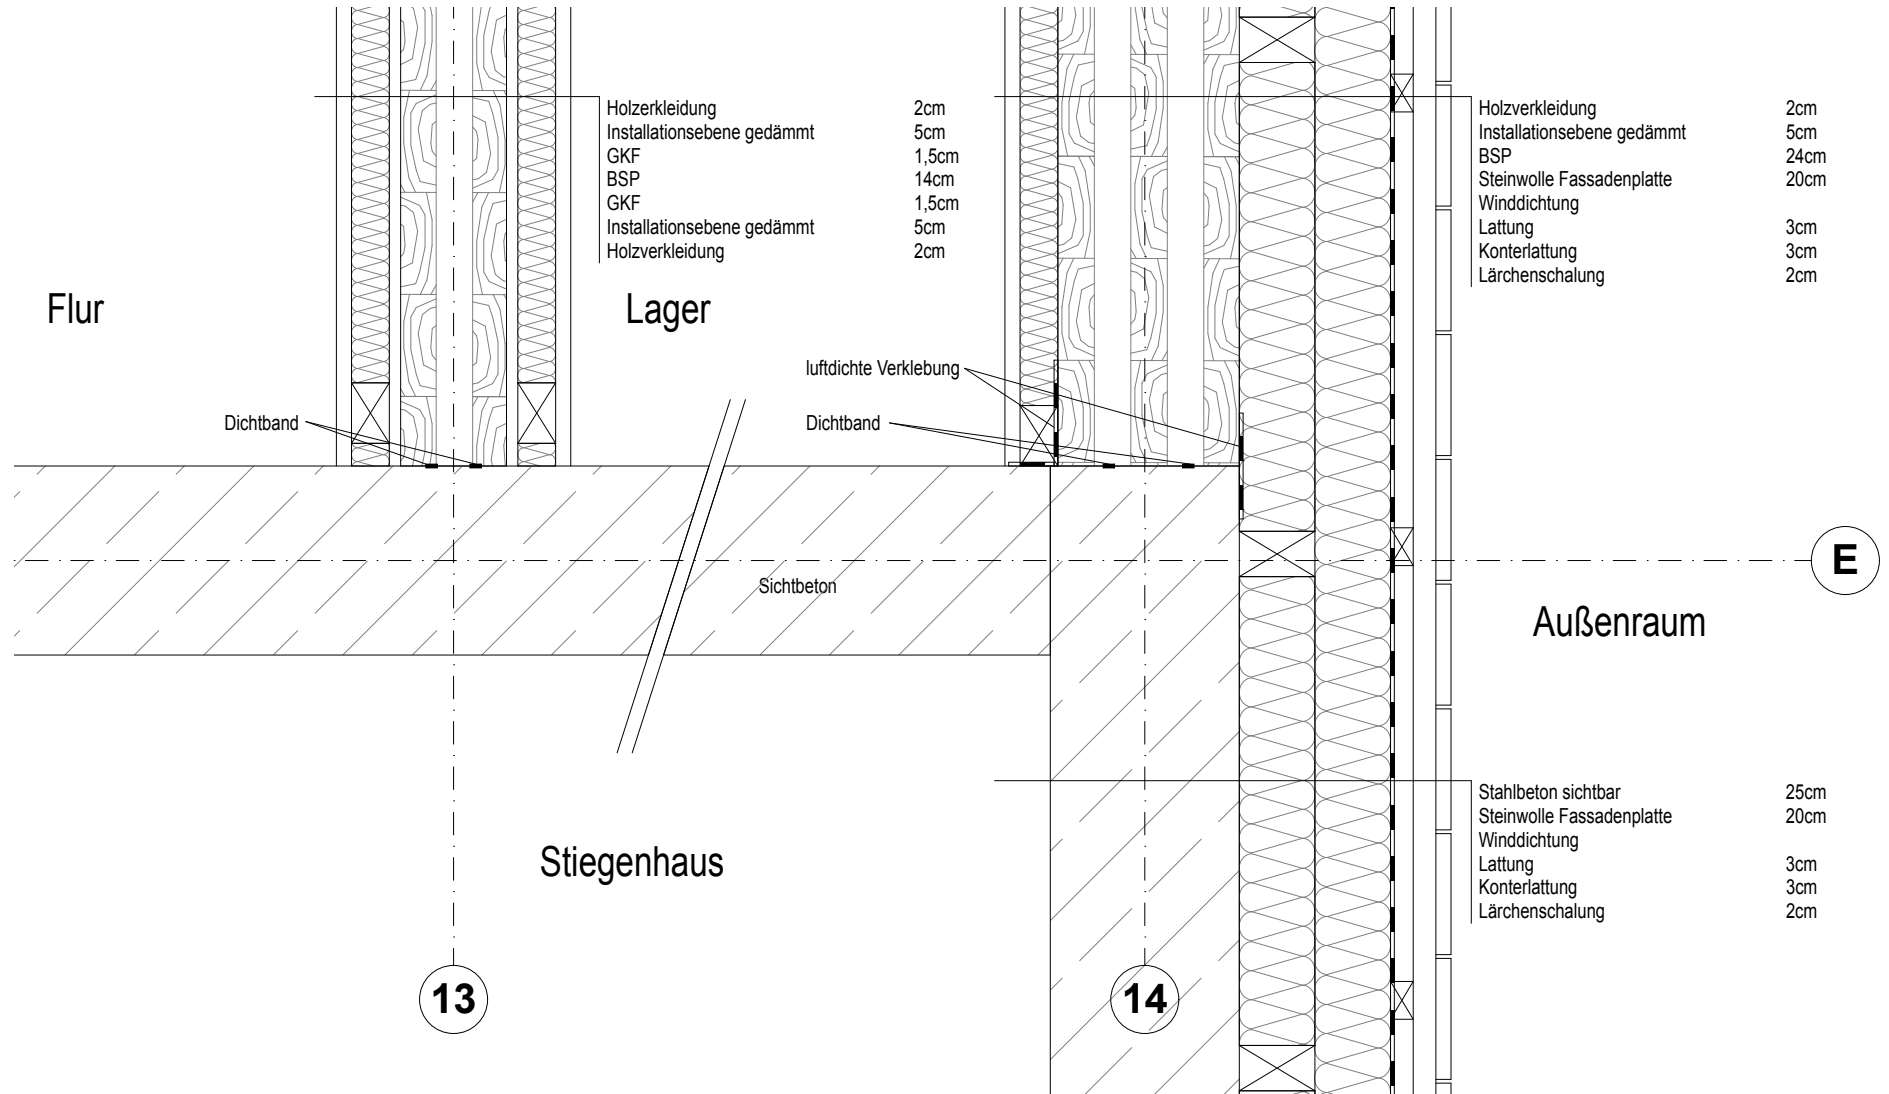 Holzerkleidung 2cm
Installationsebene gedämmt 5cm
GKF 1,5cm
BSP 14cm
GKF 1,5cm
Installationsebene gedämmt 5cm
Holzverkleidung 2cm
Holzverkleidung 2cm
Installationsebene gedämmt 5cm
BSP 24cm
Steinwolle Fassadenplatte 20cm
Winddichtung
Lattung 3cm
Konterlattung 3cm
Lärchenschalung 2cm
Flur
Lager
luftdichte Verklebung
Dichtband
Dichtband
Sichtbeton
E
Außenraum
Stahlbeton sichtbar 25cm
Steinwolle Fassadenplatte 20cm
Winddichtung
Lattung 3cm
Konterlattung 3cm
Lärchenschalung 2cm
Stiegenhaus
13
14